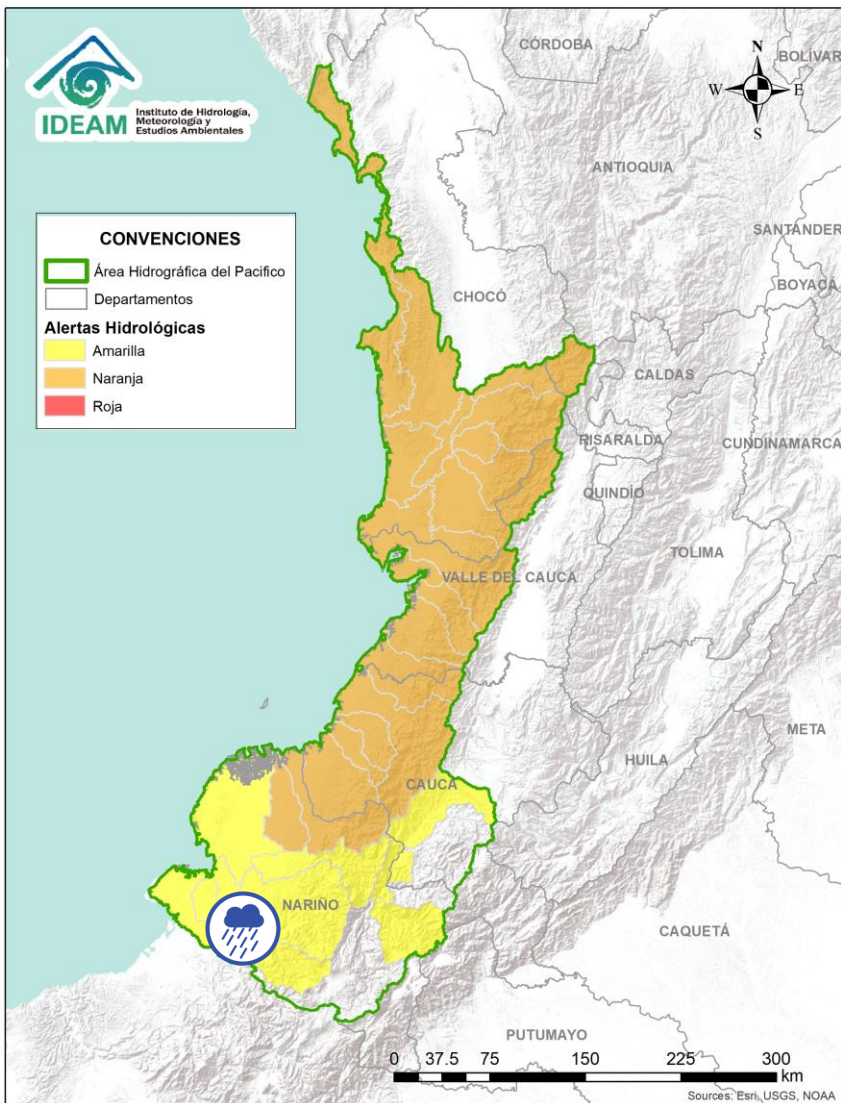 IDEAM
Instituto de Hidrología,
Meteorología y
Estudios Ambientales
N
W
E
S
CÓRDOBA
BOLÍVAR
ANTIOQUIA
SANTANDER
BOYACÁ
CHOCÓ
CALDAS
RISARALDA
CUNDINAMARCA
QUINDÍO
TOLIMA
VALLE DEL CAUCA
META
HUILA
CAUCA
NARIÑO
CAQUETÁ
PUTUMAYO
CONVENCIONES
Área Hidrográfica del Pacifico
Departamentos
Alertas Hidrológicas
Amarilla
Naranja
Roja
0 37.5 75 150 225 300
km
Sources: Esri, USGS, NOAA